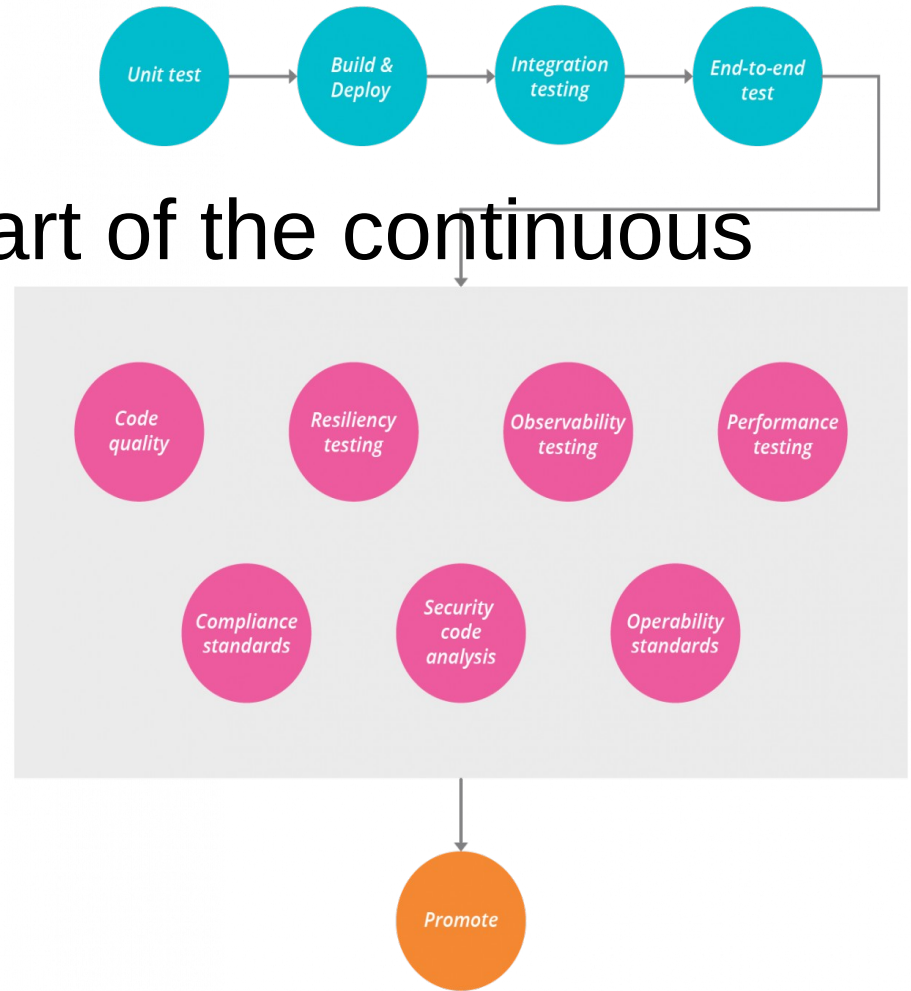 Unit test
Build &
Deploy
Integration
testing
End-to-end
test
art of the continuous
Code
quality
Resiliency
testing
Observability
testing
Performance
testing
Compliance
standards
Security
code
analysis
Operability
standards
Promote